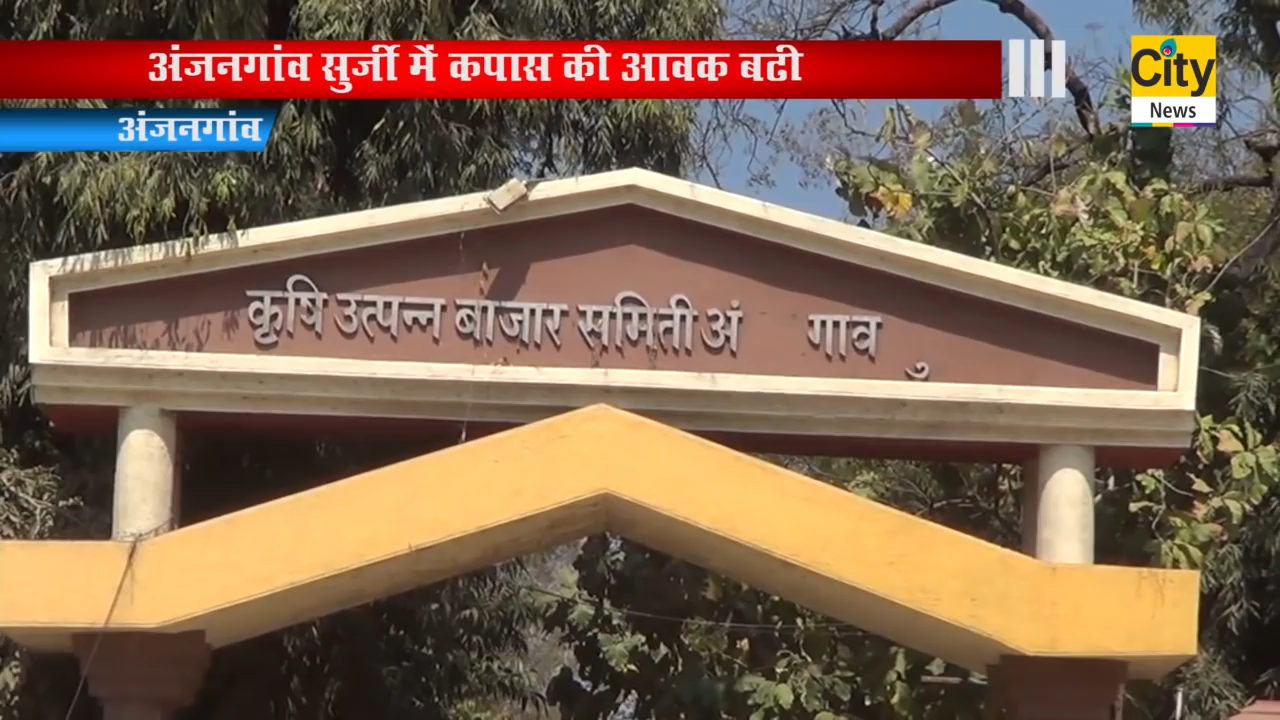 अंजनगांव सुर्जी में कपास की आवक बढी
City
News
अंजनगांव
कृषि उत्पन्न बाजार समिती अं गाव